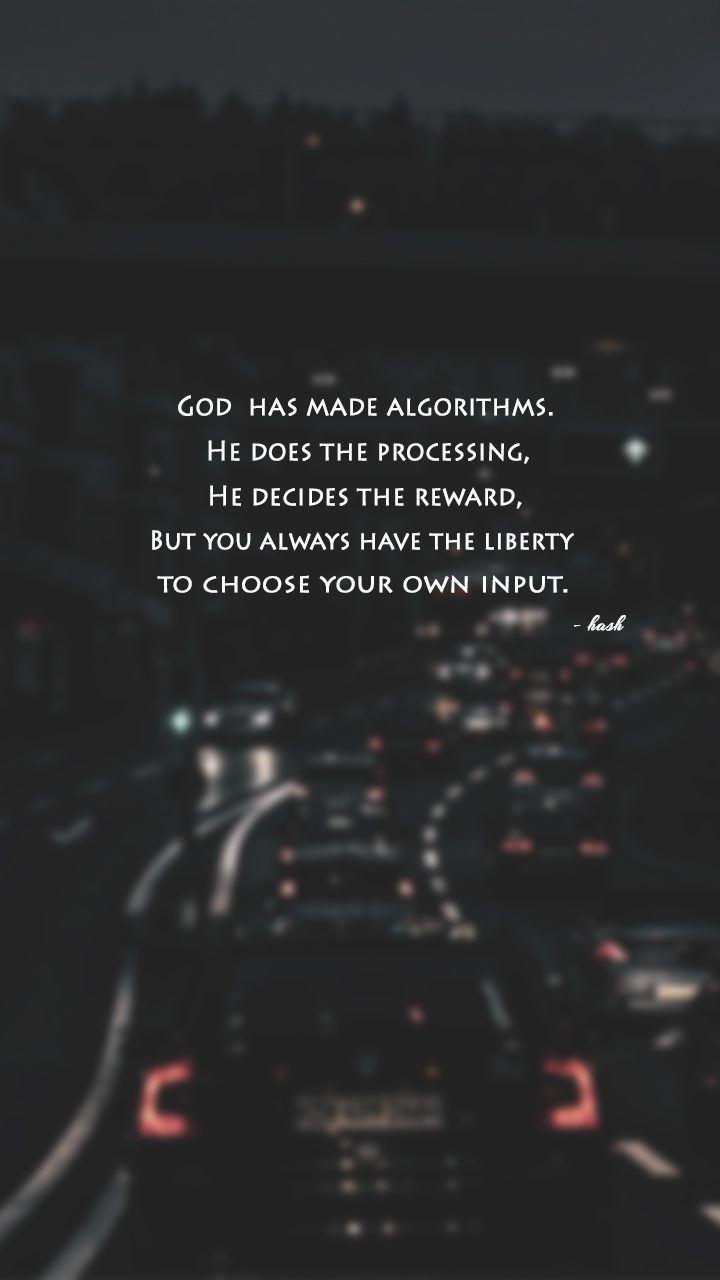 God has made algorithms.
He does the processing,
He decides the reward,
But you always have the liberty
to choose your own input.
- hash